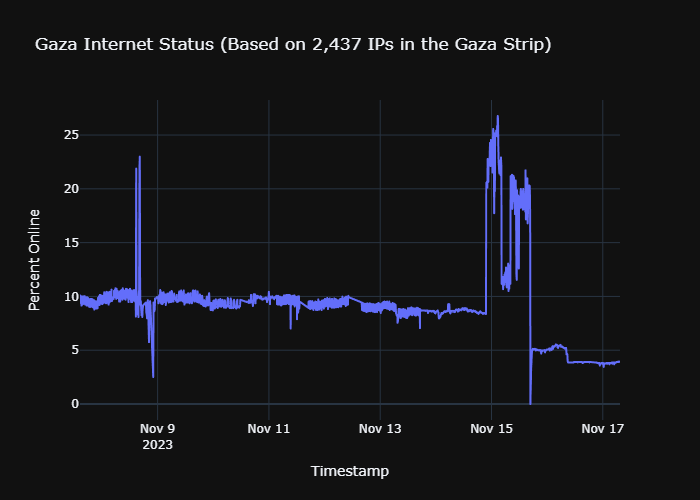 Gaza Internet Status (Based on 2,437 IPs in the Gaza Strip)
Percent Online
25
20
15
10
5
0
Nov 9 Nov 11 Nov 13 Nov 15 Nov 17
2023
Timestamp